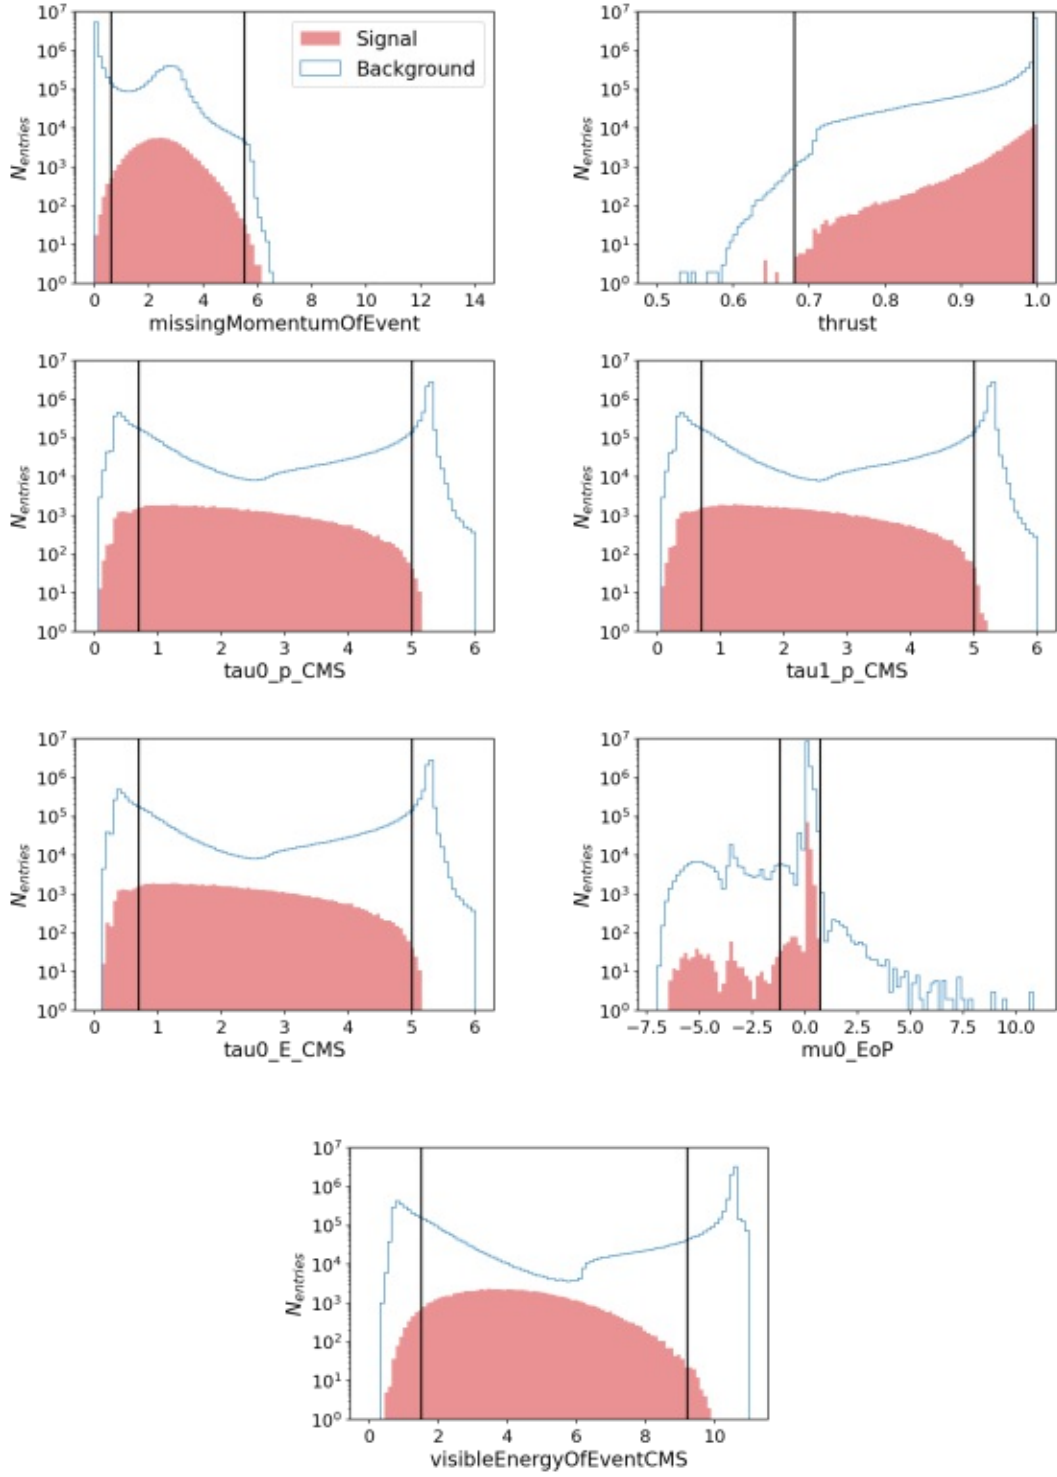 10⁷
10⁶
10⁵
10⁴
10³
10²
10¹
10⁰
N_entries
Signal
Background
0 2 4 6 8 10 12 14
missingMomentumOfEvent
10⁷
10⁶
10⁵
10⁴
10³
10²
10¹
10⁰
N_entries
0.5 0.6 0.7 0.8 0.9 1.0
thrust
10⁷
10⁶
10⁵
10⁴
10³
10²
10¹
10⁰
N_entries
0 1 2 3 4 5 6
tau0_p_CMS
10⁷
10⁶
10⁵
10⁴
10³
10²
10¹
10⁰
N_entries
0 1 2 3 4 5 6
tau1_p_CMS
10⁷
10⁶
10⁵
10⁴
10³
10²
10¹
10⁰
N_entries
0 1 2 3 4 5 6
tau0_E_CMS
10⁷
10⁶
10⁵
10⁴
10³
10²
10¹
10⁰
N_entries
−7.5 −5.0 −2.5 0.0 2.5 5.0 7.5 10.0
mu0_EoP
10⁷
10⁶
10⁵
10⁴
10³
10²
10¹
10⁰
N_entries
0 2 4 6 8 10
visibleEnergyOfEventCMS